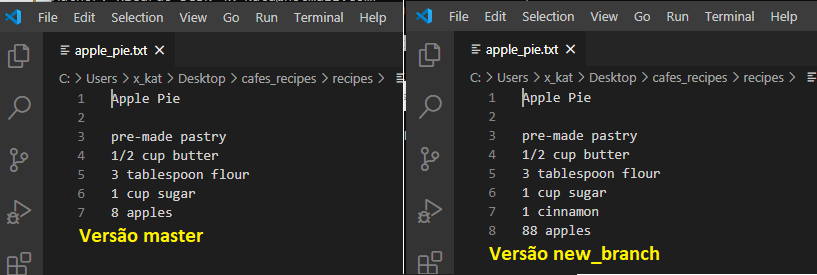 File Edit Selection View Go Run Terminal Help
apple_pie.txt
C: > Users > x_kat > Desktop > cafes_recipes > recipes >
1 Apple Pie
2
3 pre-made pastry
4 1/2 cup butter
5 3 tablespoon flour
6 1 cup sugar
7 8 apples
Versão master
File Edit Selection View Go Run Terminal Help
apple_pie.txt
C: > Users > x_kat > Desktop > cafes_recipes > recipes >
1 Apple Pie
2
3 pre-made pastry
4 1/2 cup butter
5 3 tablespoon flour
6 1 cup sugar
7 1 cinnamon
8 88 apples
Versão new_branch